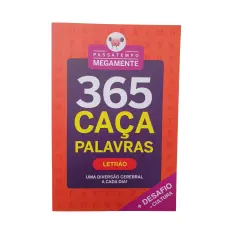 PASSATEMPO
MEGAMENTE
365
CAÇA
PALAVRAS
LETRÃO
UMA DIVERSÃO CEREBRAL
A CADA DIA!
+ DESAFIO
+ CULTURA